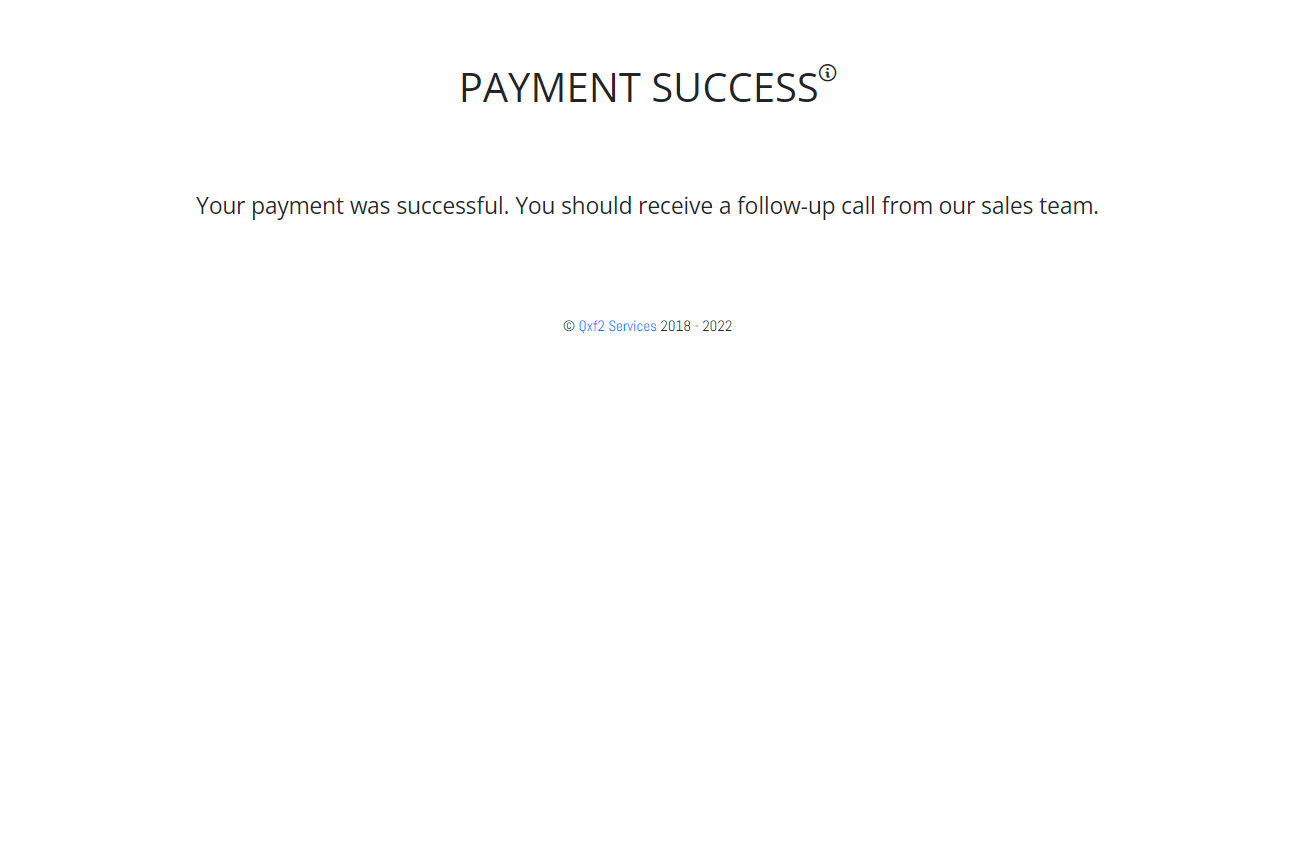 PAYMENT SUCCESS
Your payment was successful. You should receive a follow-up call from our sales team.
© Qxf2 Services 2018 - 2022